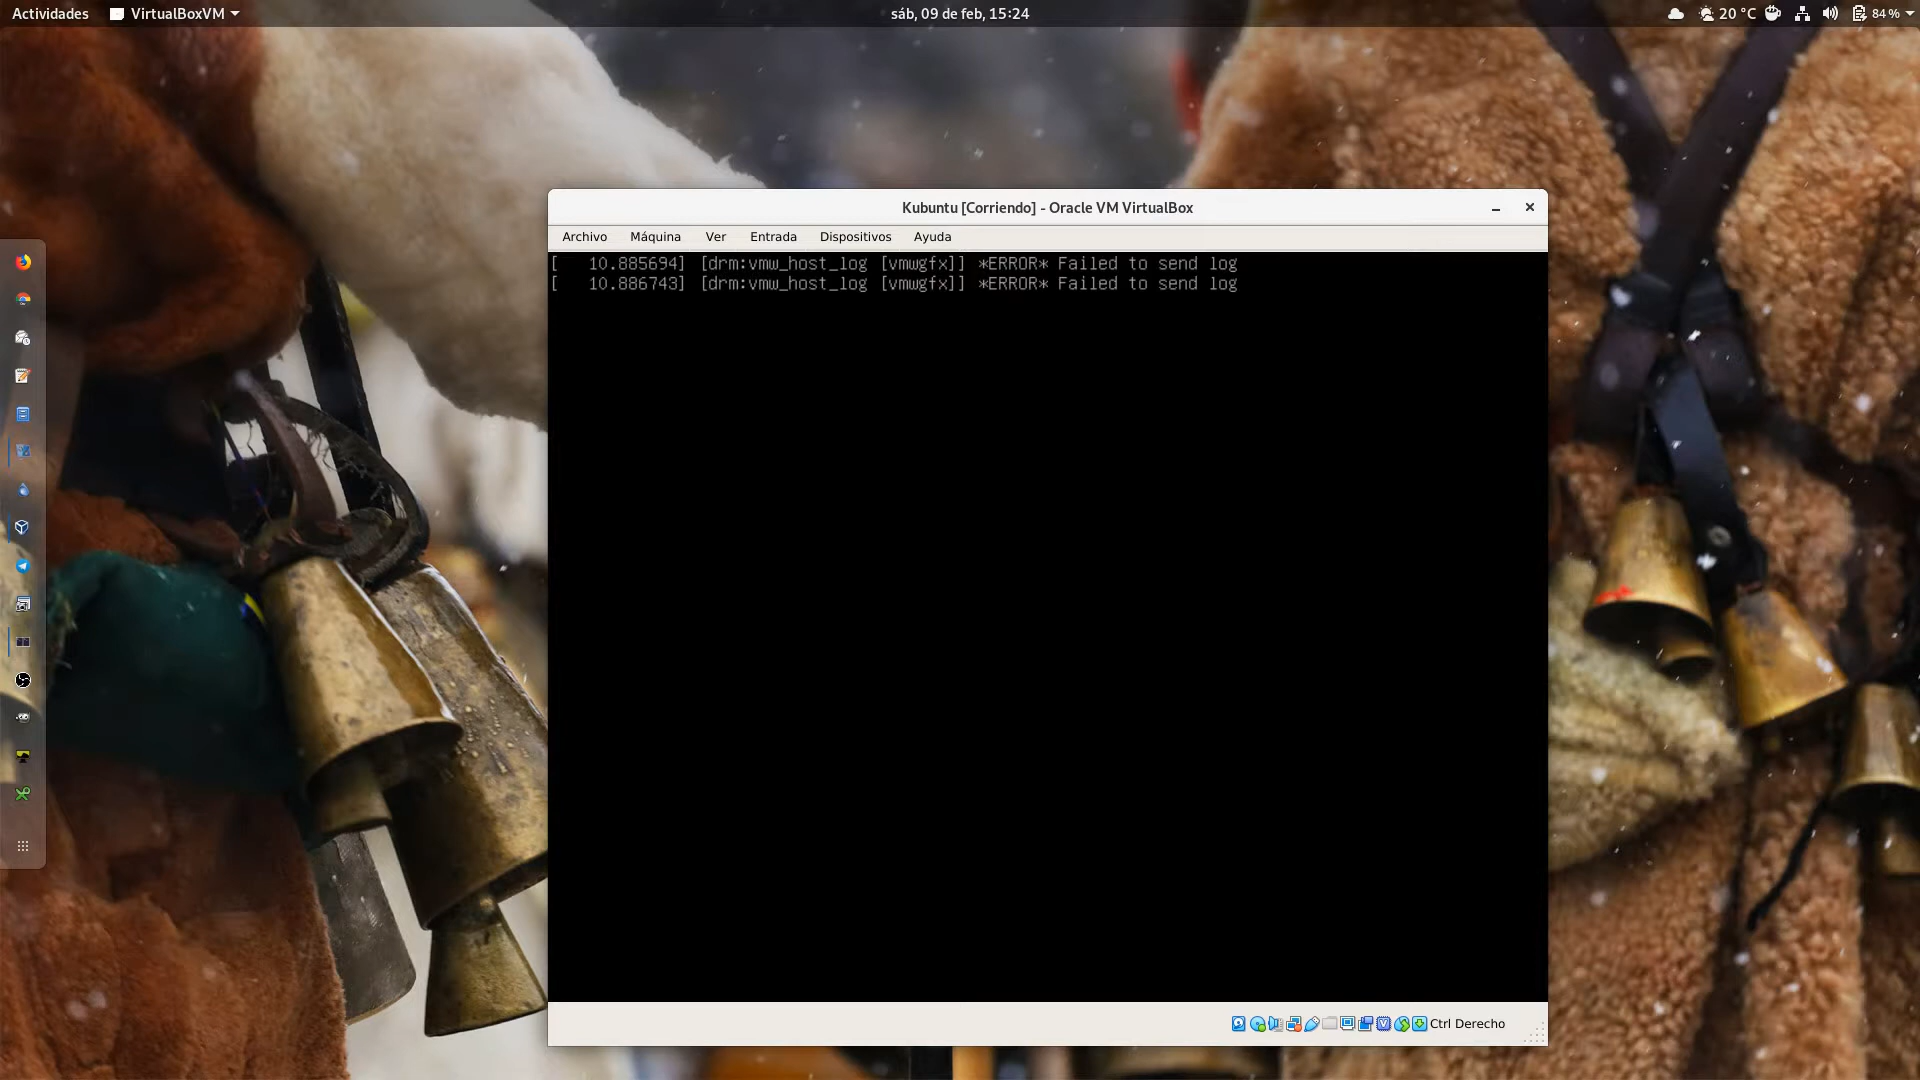 Actividades VirtualBoxVM sáb, 09 de feb, 15:24 20 °C 84 %
Kubuntu [Corriendo] - Oracle VM VirtualBox
Archivo Máquina Ver Entrada Dispositivos Ayuda
[   10.885694] [drm:vmw_host_log [vmwgfx]] *ERROR* Failed to send log
[   10.886743] [drm:vmw_host_log [vmwgfx]] *ERROR* Failed to send log
Ctrl Derecho